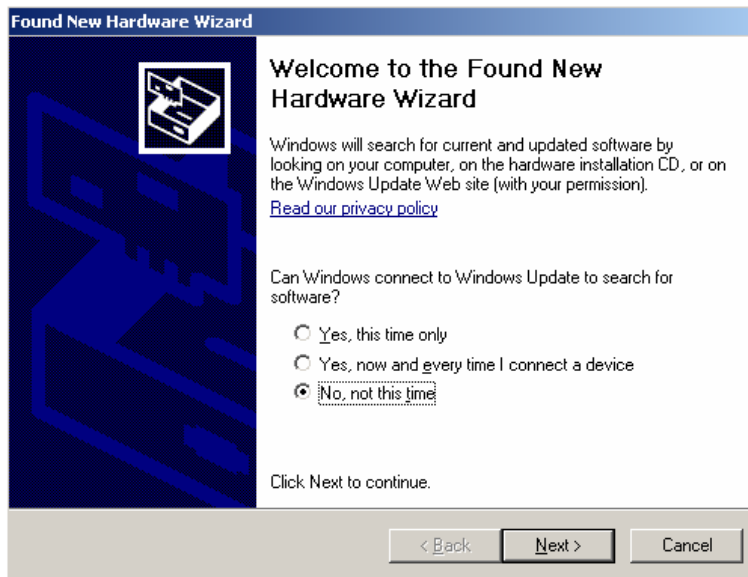 Found New Hardware Wizard
Welcome to the Found New
Hardware Wizard
Windows will search for current and updated software by
looking on your computer, on the hardware installation CD, or on
the Windows Update Web site (with your permission).
Read our privacy policy
Can Windows connect to Windows Update to search for
software?
Yes, this time only
Yes, now and every time I connect a device
No, not this time
Click Next to continue.
< Back
Next >
Cancel